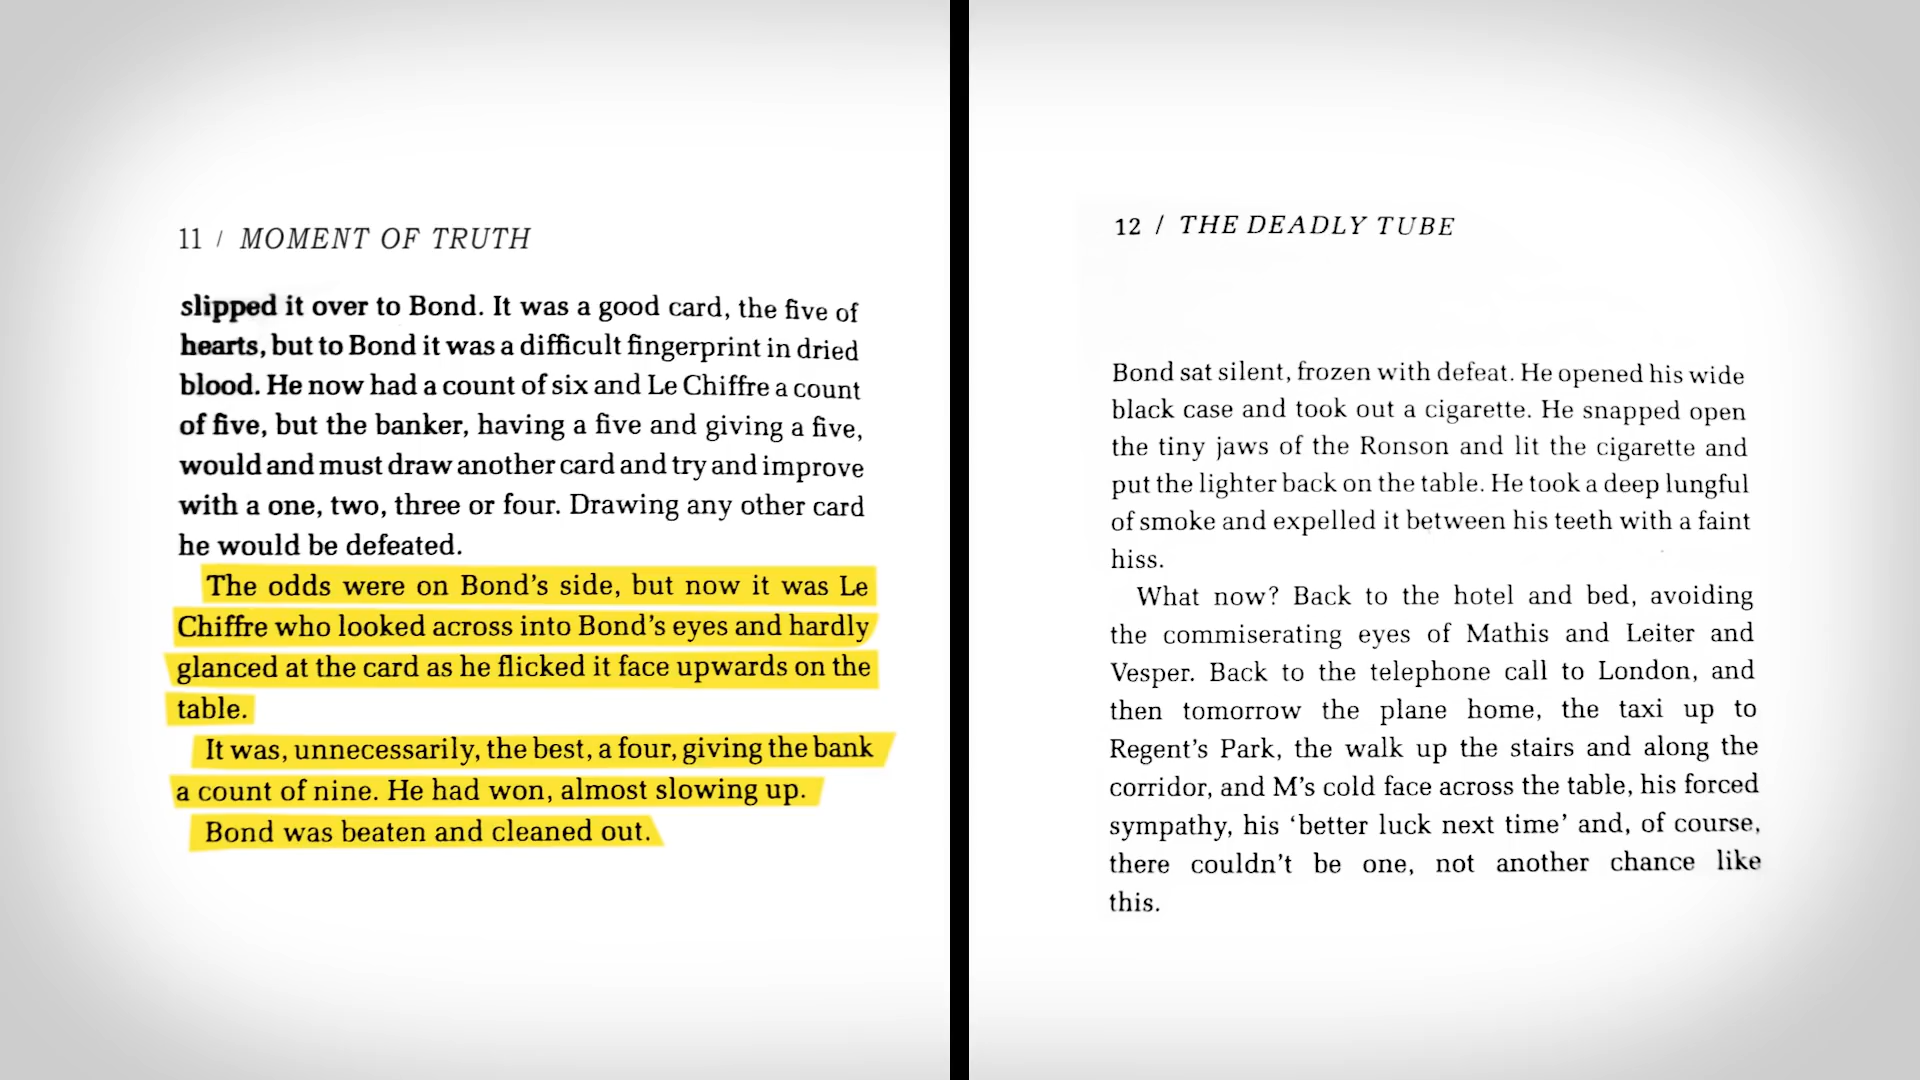 11 / MOMENT OF TRUTH
slipped it over to Bond. It was a good card, the five of
hearts, but to Bond it was a difficult fingerprint in dried
blood. He now had a count of six and Le Chiffre a count
of five, but the banker, having a five and giving a five,
would and must draw another card and try and improve
with a one, two, three or four. Drawing any other card
he would be defeated.
The odds were on Bond's side, but now it was Le
Chiffre who looked across into Bond's eyes and hardly
glanced at the card as he flicked it face upwards on the
table.
It was, unnecessarily, the best, a four, giving the bank
a count of nine. He had won, almost slowing up.
Bond was beaten and cleaned out.
12 / THE DEADLY TUBE
Bond sat silent, frozen with defeat. He opened his wide
black case and took out a cigarette. He snapped open
the tiny jaws of the Ronson and lit the cigarette and
put the lighter back on the table. He took a deep lungful
of smoke and expelled it between his teeth with a faint
hiss.
What now? Back to the hotel and bed, avoiding
the commiserating eyes of Mathis and Leiter and
Vesper. Back to the telephone call to London, and
then tomorrow the plane home, the taxi up to
Regent's Park, the walk up the stairs and along the
corridor, and M's cold face across the table, his forced
sympathy, his ‘better luck next time’ and, of course,
there couldn't be one, not another chance like
this.